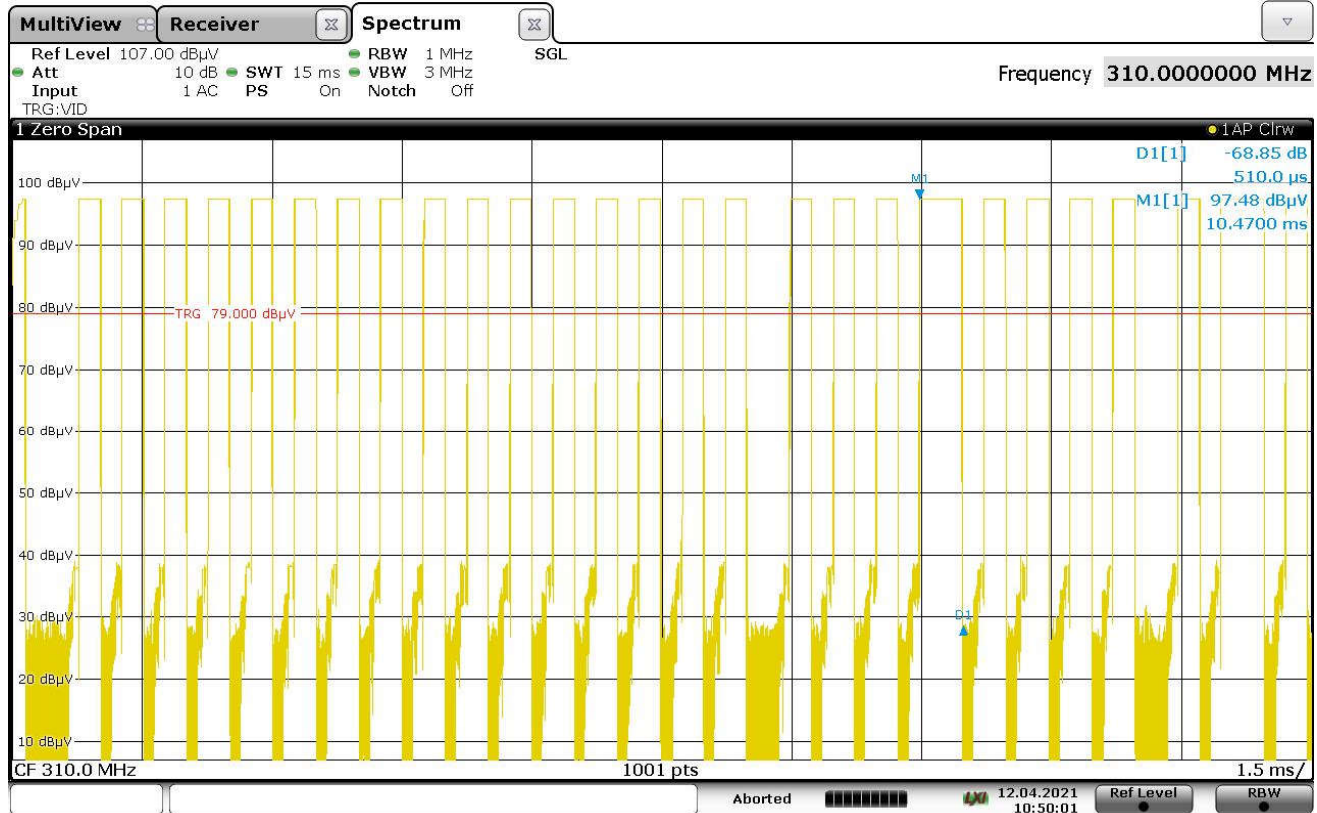 MultiView Receiver Spectrum
Ref Level 107.00 dBµV RBW 1 MHz SGL
Att 10 dB SWT 15 ms VBW 3 MHz
Frequency 310.0000000 MHz
Input 1 AC PS On Notch Off
TRG:VID
1 Zero Span 1AP Clrw
D1[1] -68.85 dB
510.0 µs
M1[1] 97.48 dBµV
10.4700 ms
M1
100 dBµV
90 dBµV
80 dBµV
TRG 79.000 dBµV
70 dBµV
60 dBµV
50 dBµV
40 dBµV
30 dBµV
D1
20 dBµV
10 dBµV
CF 310.0 MHz 1001 pts 1.5 ms/
Aborted LXI 12.04.2021 Ref Level RBW
10:50:01